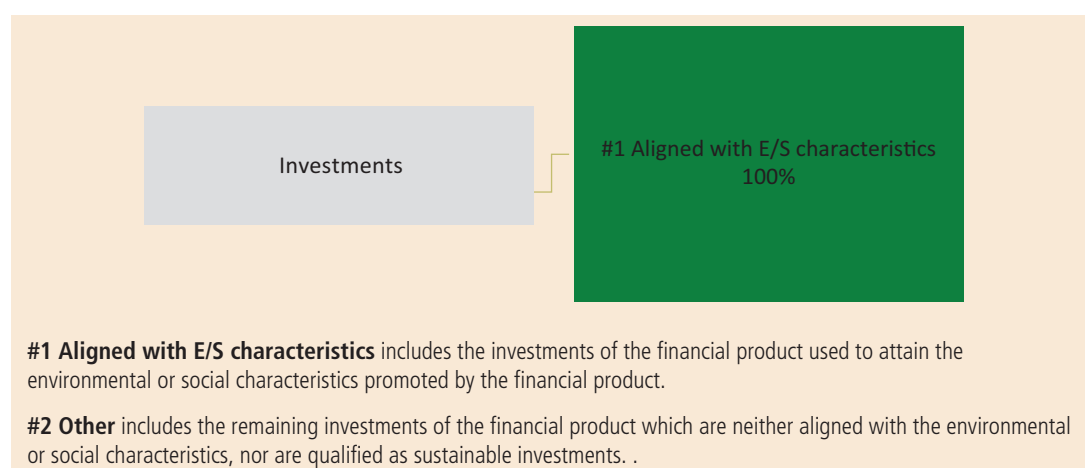 Investments
#1 Aligned with E/S characteristics
100%
#1 Aligned with E/S characteristics includes the investments of the financial product used to attain the
environmental or social characteristics promoted by the financial product.
#2 Other includes the remaining investments of the financial product which are neither aligned with the environmental
or social characteristics, nor are qualified as sustainable investments. .